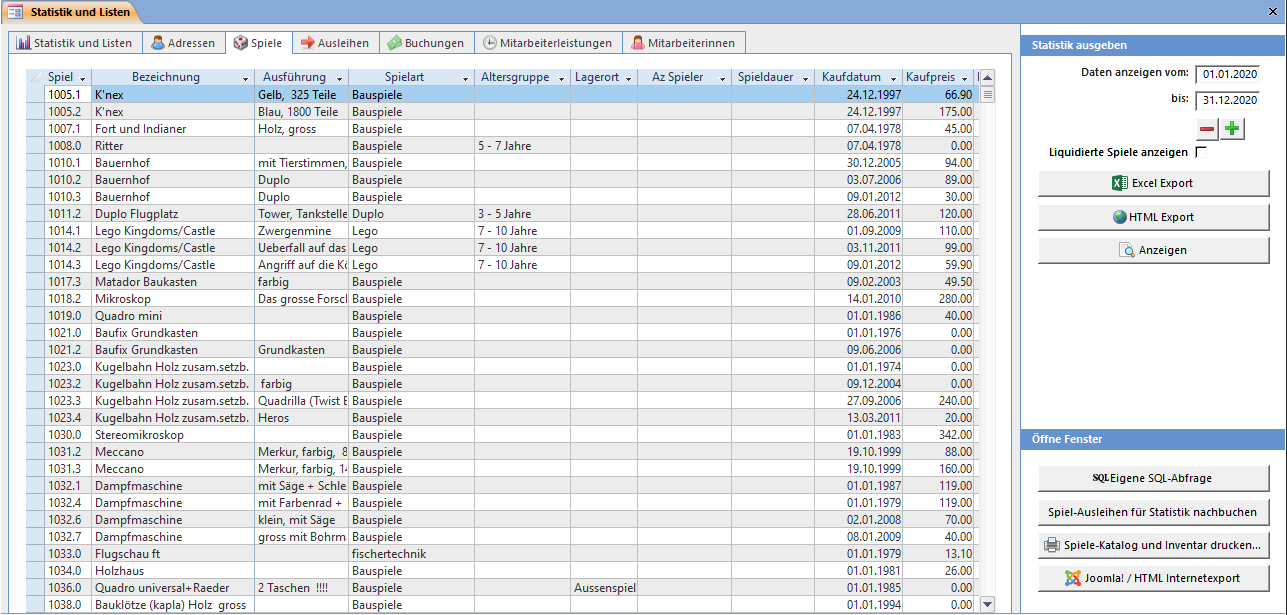 Statistik und Listen
Statistik und Listen Adressen Spiele Ausleihen Buchungen Mitarbeiterleistungen Mitarbeiterinnen
Spiel Bezeichnung Ausführung Spielart Altersgruppe Lagerort Az Spieler Spieldauer Kaufdatum Kaufpreis
1005.1 K'nex Gelb, 325 Teile Bauspiele 24.12.1997 66.90
1005.2 K'nex Blau, 1800 Teile Bauspiele 24.12.1997 175.00
1007.1 Fort und Indianer Holz, gross Bauspiele 07.04.1978 45.00
1008.0 Ritter Bauspiele 5 - 7 Jahre 07.04.1978 0.00
1010.1 Bauernhof mit Tierstimmen, Bauspiele 30.12.2005 94.00
1010.2 Bauernhof Duplo Bauspiele 03.07.2006 89.00
1010.3 Bauernhof Duplo Bauspiele 09.01.2012 30.00
1011.2 Duplo Flugplatz Tower, Tankstelle Duplo 3 - 5 Jahre 28.06.2011 120.00
1014.1 Lego Kingdoms/Castle Zwergenmine Lego 7 - 10 Jahre 01.09.2009 110.00
1014.2 Lego Kingdoms/Castle Ueberfall auf das Lego 7 - 10 Jahre 03.11.2011 99.00
1014.3 Lego Kingdoms/Castle Angriff auf die Kö Lego 7 - 10 Jahre 09.01.2012 59.90
1017.3 Matador Baukasten farbig Bauspiele 09.02.2003 49.50
1018.2 Mikroskop Das grosse Forsch Bauspiele 14.01.2010 280.00
1019.0 Quadro mini Bauspiele 01.01.1986 40.00
1021.0 Baufix Grundkasten Bauspiele 01.01.1976 0.00
1021.2 Baufix Grundkasten Grundkasten Bauspiele 09.06.2006 0.00
1023.0 Kugelbahn Holz zusam.setzb. Bauspiele 01.01.1974 0.00
1023.2 Kugelbahn Holz zusam.setzb. farbig Bauspiele 09.12.2004 0.00
1023.3 Kugelbahn Holz zusam.setzb. Quadrilla (Twist E Bauspiele 27.09.2006 240.00
1023.4 Kugelbahn Holz zusam.setzb. Heros Bauspiele 13.03.2011 20.00
1030.0 Stereomikroskop Bauspiele 01.01.1983 342.00
1031.2 Meccano Merkur, farbig, 8 Bauspiele 19.10.1999 88.00
1031.3 Meccano Merkur, farbig, 14 Bauspiele 19.10.1999 160.00
1032.1 Dampfmaschine mit Säge + Schle Bauspiele 01.01.1987 119.00
1032.4 Dampfmaschine mit Farbenrad + Bauspiele 01.01.1979 119.00
1032.6 Dampfmaschine klein, mit Säge Bauspiele 02.01.2008 70.00
1032.7 Dampfmaschine gross mit Bohrm Bauspiele 08.01.2009 40.00
1033.0 Flugschau ft fischertechnik 01.01.1979 13.10
1034.0 Holzhaus Bauspiele 01.01.1981 26.00
1036.0 Quadro universal+Raeder 2 Taschen !!!! Bauspiele Aussenspiel 01.01.1985 0.00
1038.0 Bauklötze (kapla) Holz gross Bauspiele 01.01.1994 0.00
Statistik ausgeben
Daten anzeigen vom: 01.01.2020
bis: 31.12.2020
Liquidierte Spiele anzeigen
Excel Export
HTML Export
Anzeigen
Öffne Fenster
SQL Eigene SQL-Abfrage
Spiel-Ausleihen für Statistik nachbuchen
Spiele-Katalog und Inventar drucken...
Joomla! / HTML Internetexport